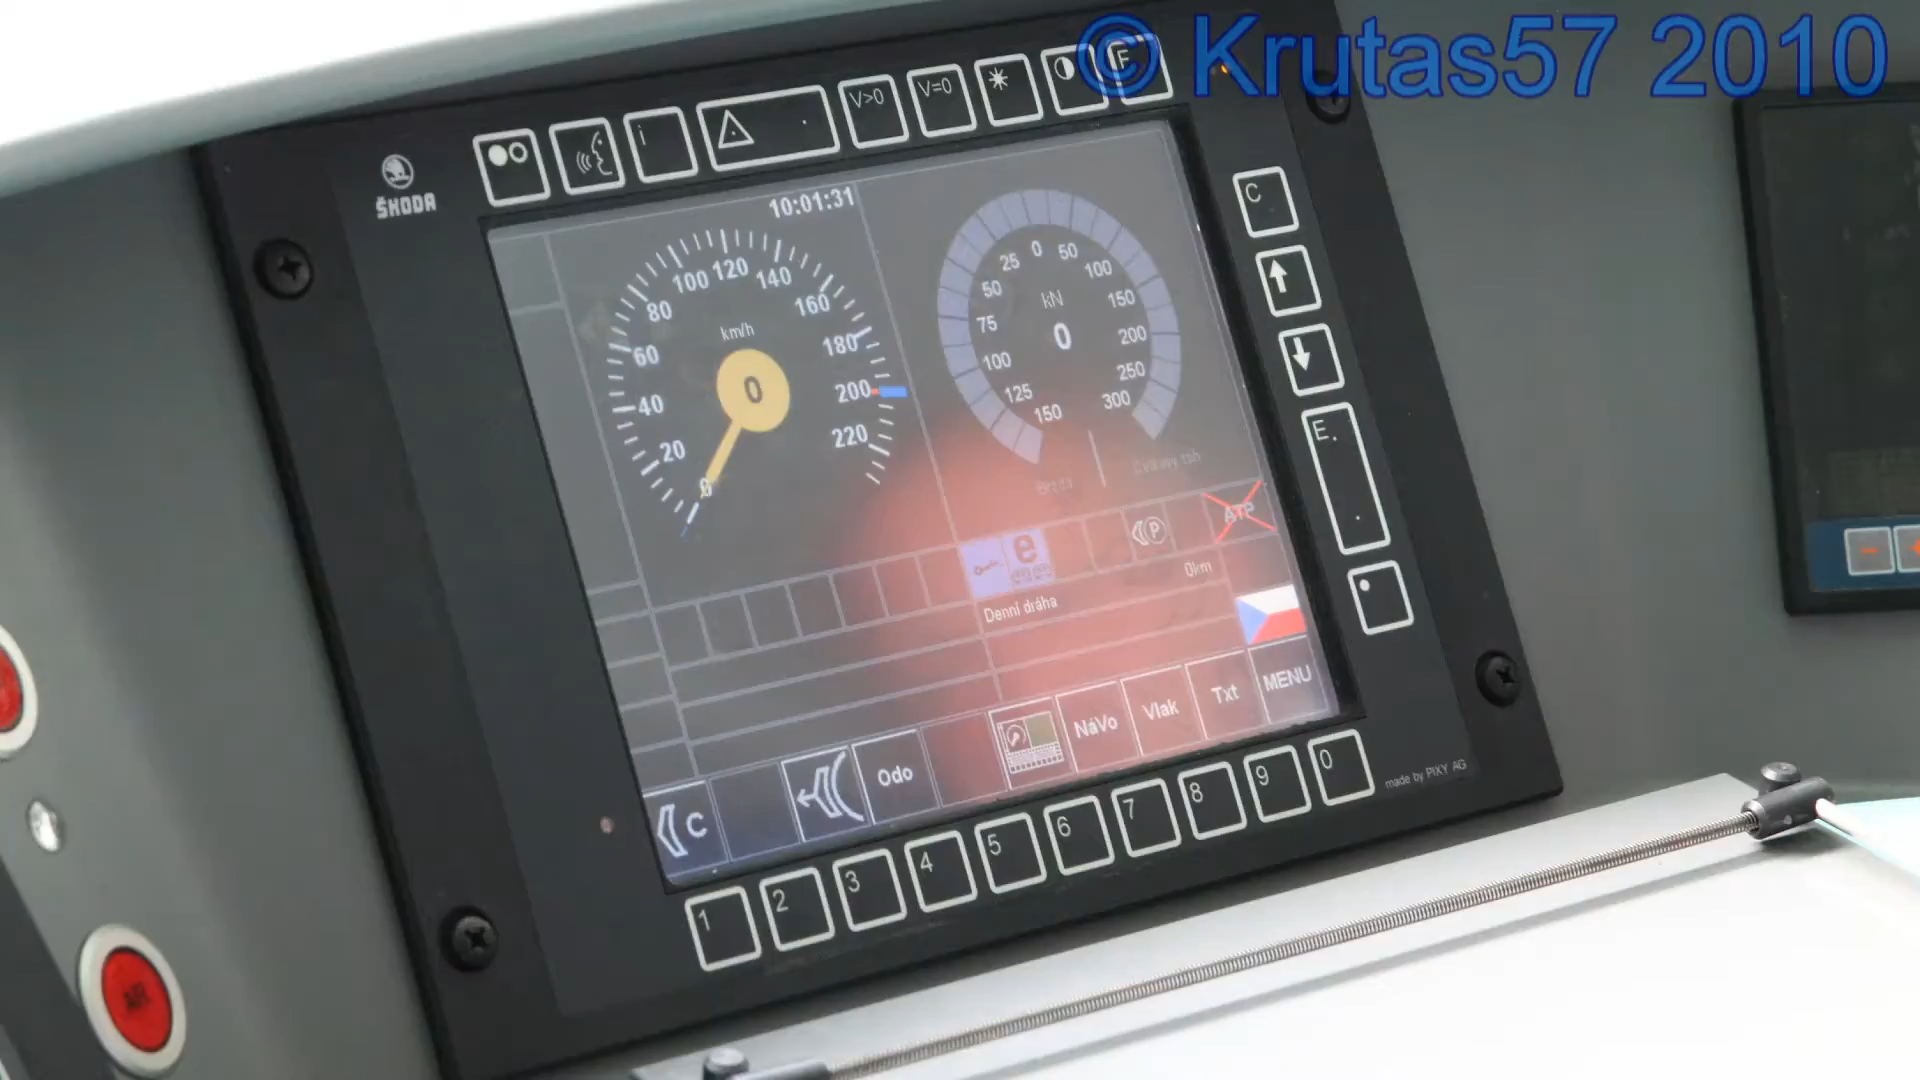 © Krutas57 2010
ŠKODA
i
V>0
V=0
F
C
E
10:01:31
km/h
0
0 20 40 60 80 100 120 140 160 180 200 220
kN
0
150 125 100 75 50 25 0 50 100 150 200 250 300
Brzda
Celkový tah
e
P
ATP
0km
Denní dráha
C
Odo
NáVo
Vlak
Txt
MENU
1 2 3 4 5 6 7 8 9 0
made by PIXY AG
AR